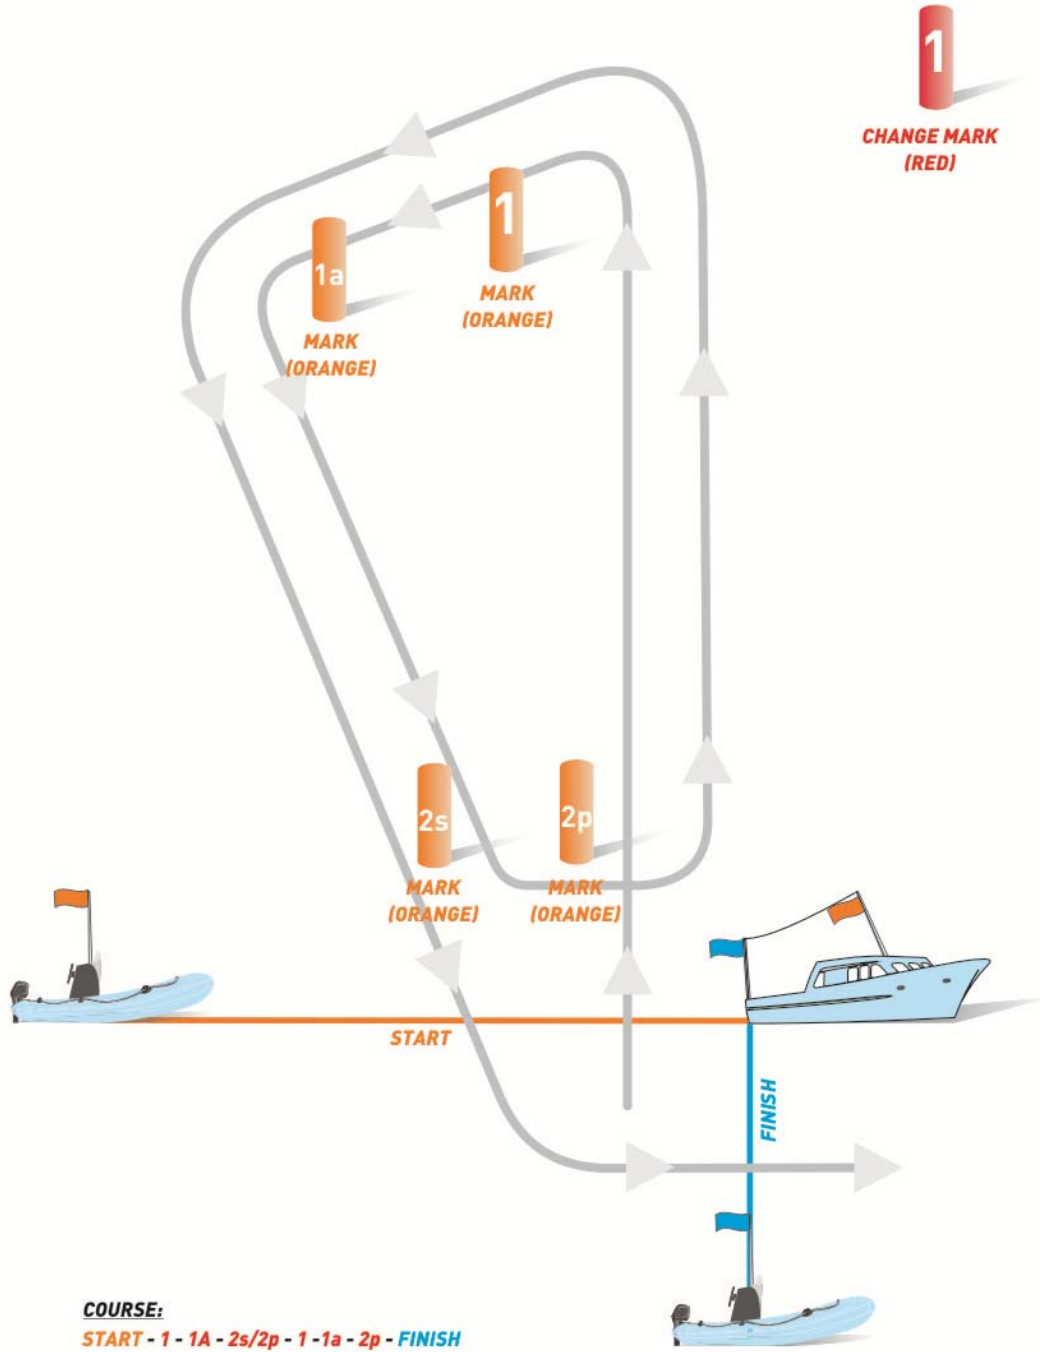 1
CHANGE MARK
(RED)
1
MARK
(ORANGE)
1a
MARK
(ORANGE)
2s
MARK
(ORANGE)
2p
MARK
(ORANGE)
START
FINISH
COURSE:
START - 1 - 1A - 2s/2p - 1 -1a - 2p - FINISH